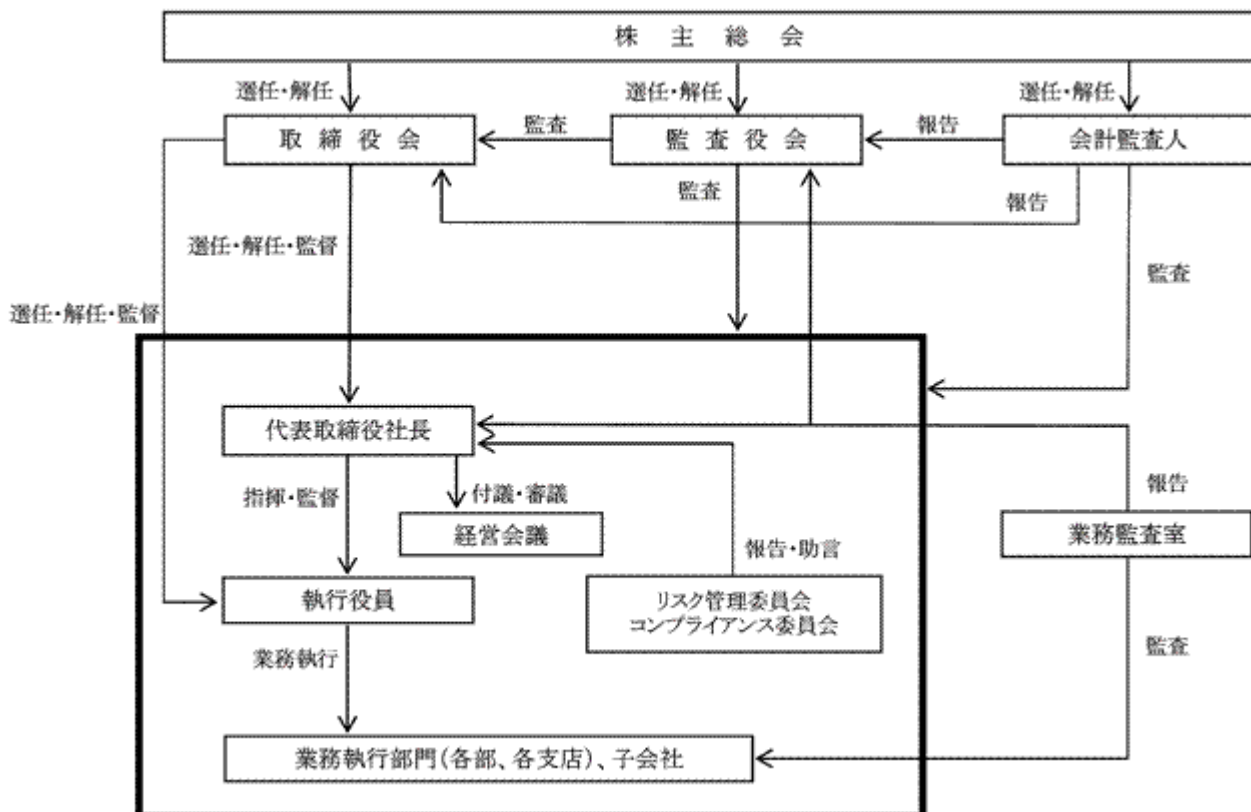 株主総会
選任・解任
選任・解任
選任・解任
取締役会
監査
監査役会
報告
会計監査人
監査
報告
選任・解任・監督
監査
選任・解任・監督
代表取締役社長
指揮・監督
付議・審議
報告
経営会議
業務監査室
報告・助言
執行役員
リスク管理委員会
コンプライアンス委員会
業務執行
監査
業務執行部門(各部、各支店)、子会社